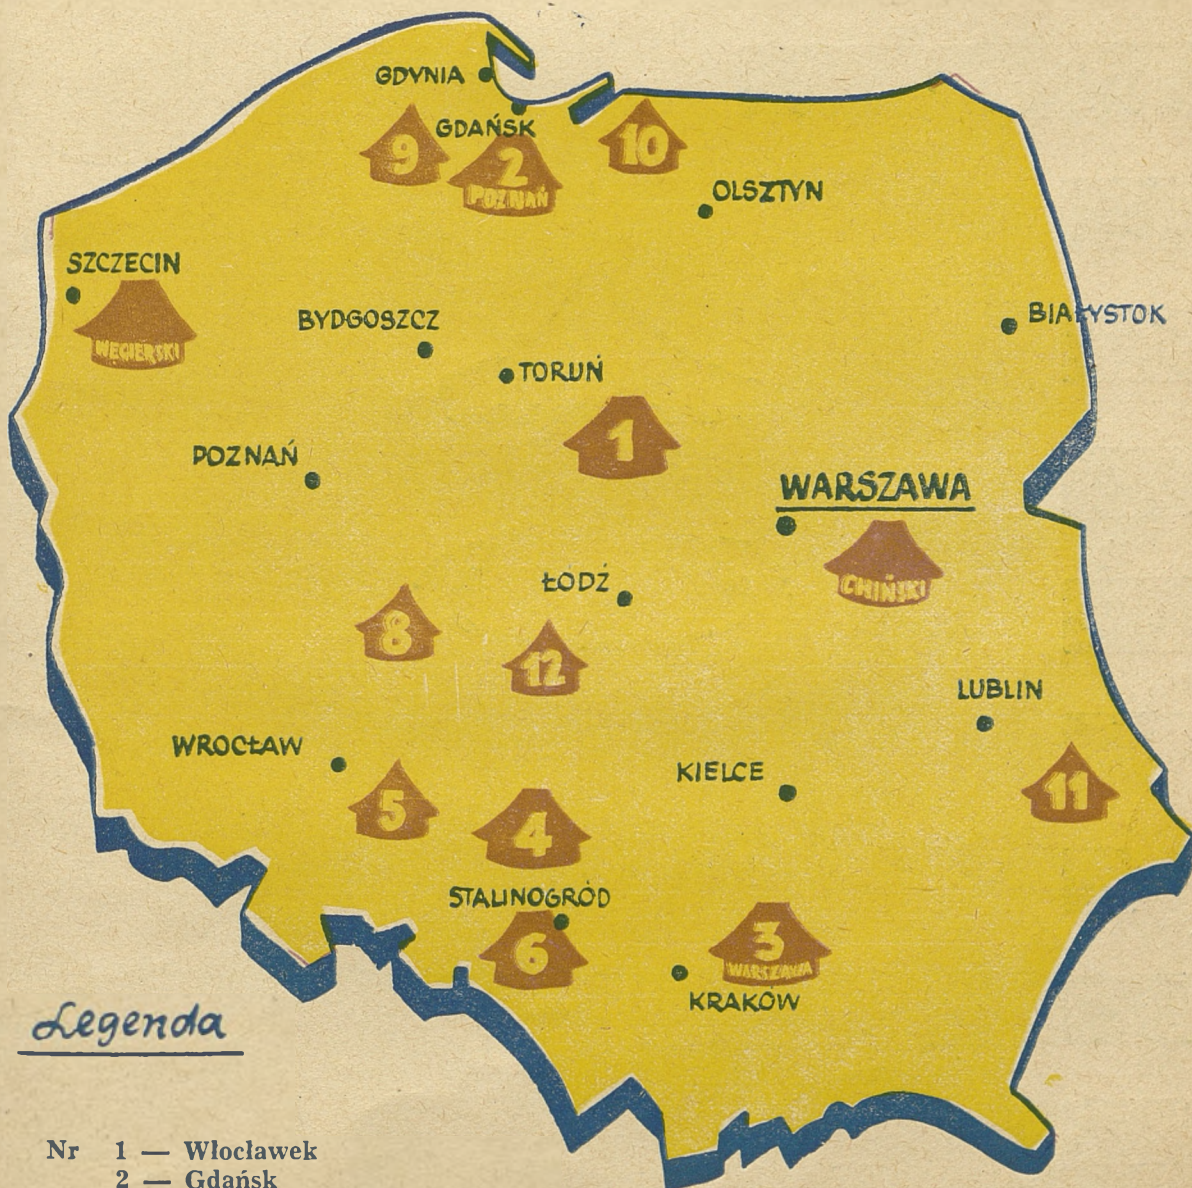 GDYNIA
GDAŃSK
9
2
POZNAŃ
10
OLSZTYN
SZCZECIN
WĘGIERSKI
BYDGOSZCZ
BIAŁYSTOK
TORUŃ
1
POZNAŃ
WARSZAWA
CHIŃSKI
ŁÓDŹ
8
12
LUBLIN
WROCŁAW
KIELCE
5
4
11
STALINOGRÓD
6
3
WARSZAWA
KRAKÓW
Legenda
Nr 1 — Włocławek
2 — Gdańsk